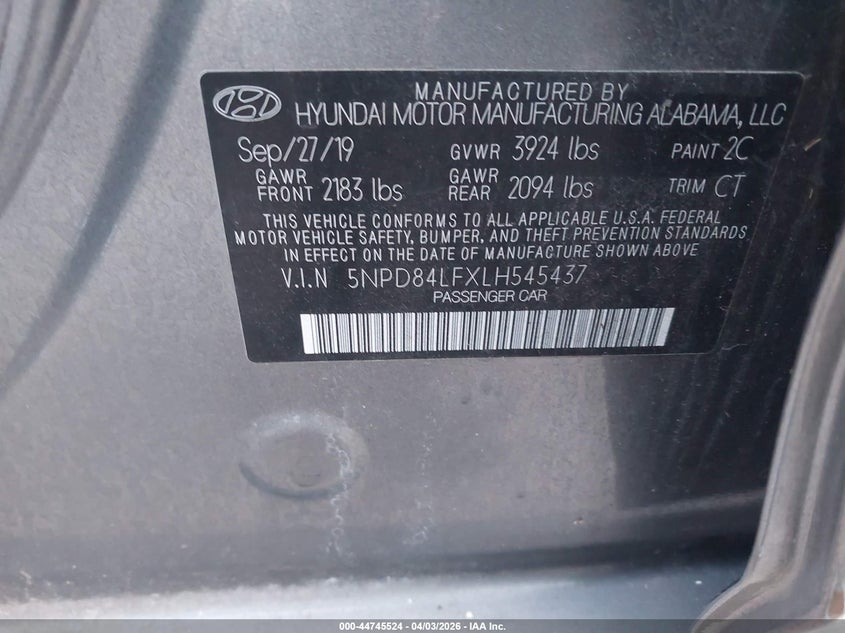 MANUFACTURED BY
HYUNDAI MOTOR MANUFACTURING ALABAMA, LLC
Sep/27/19 GVWR 3924 lbs PAINT 2C
GAWR FRONT 2183 lbs GAWR REAR 2094 lbs TRIM CT
THIS VEHICLE CONFORMS TO ALL APPLICABLE U.S.A. FEDERAL
MOTOR VEHICLE SAFETY, BUMPER, AND THEFT PREVENTION STANDARDS
IN EFFECT ON THE DATE OF MANUFACTURE SHOWN ABOVE
V.I.N 5NPD84LFXLH545437
PASSENGER CAR
000-44745524 - 04/03/2026 - IAA Inc.